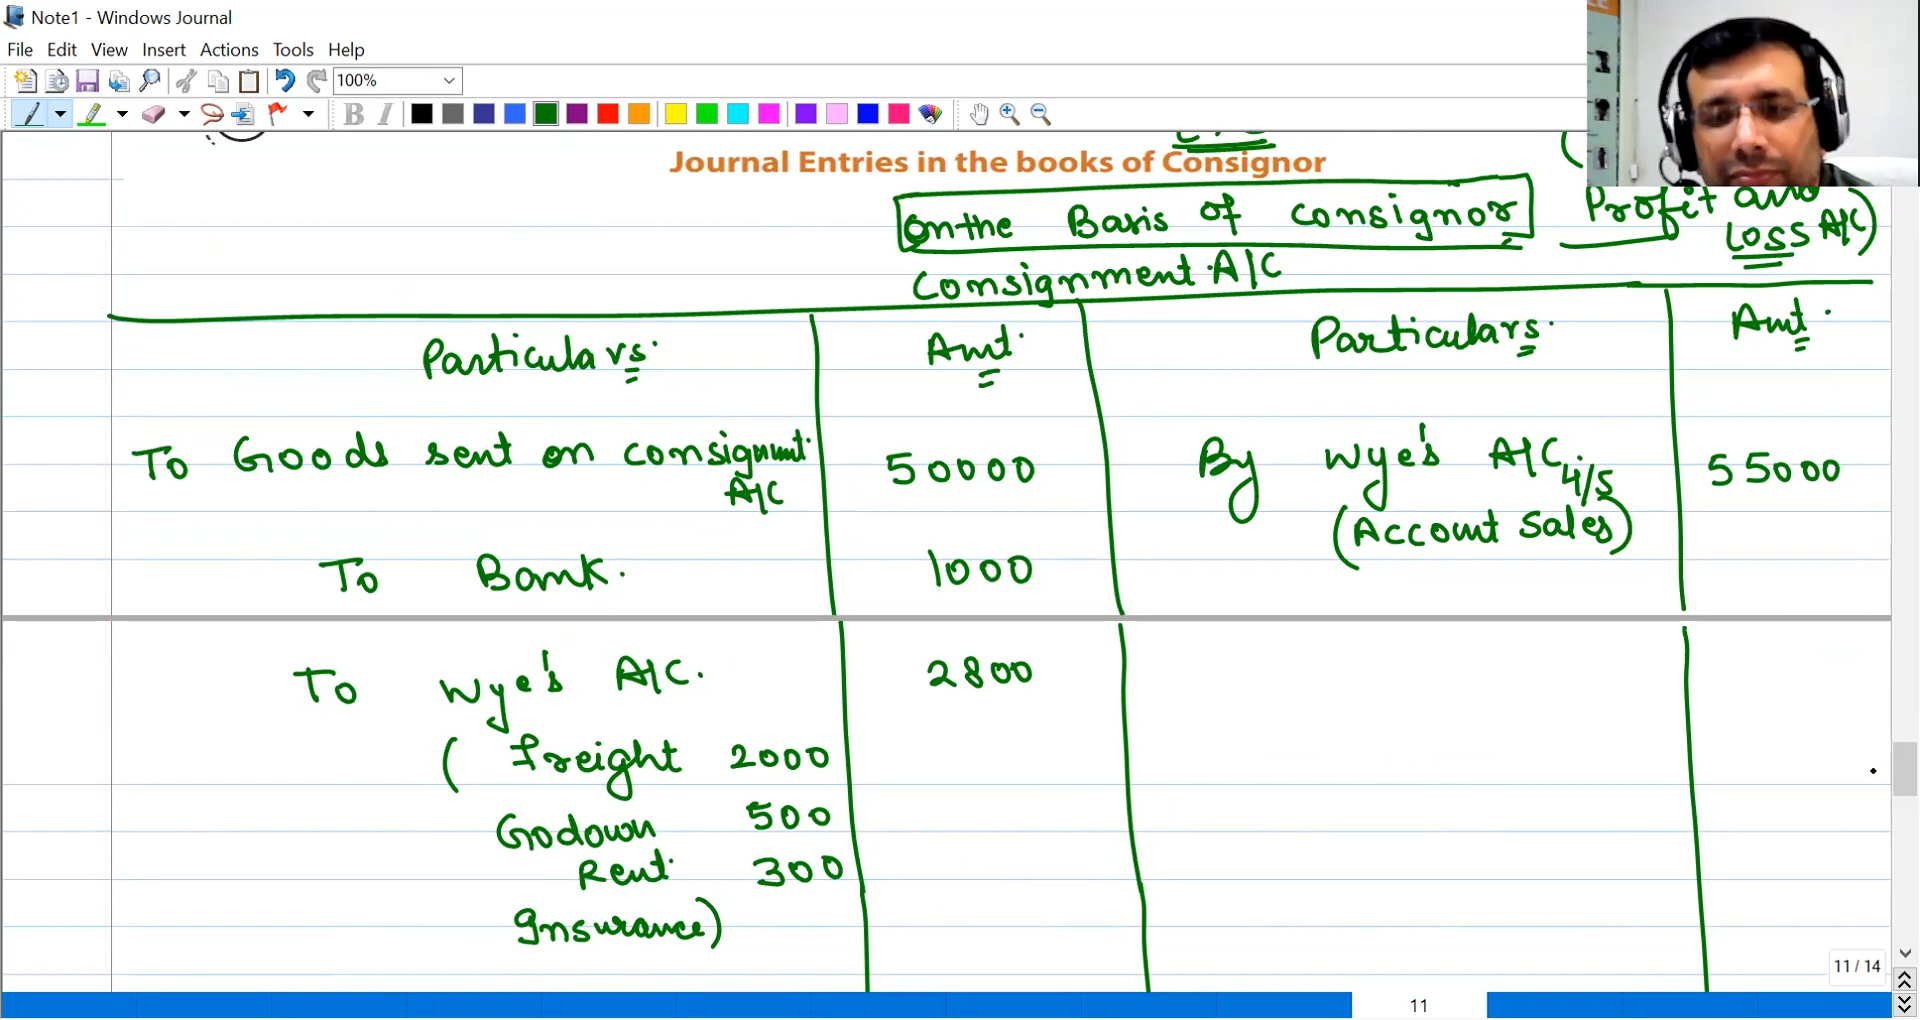 Note1 - Windows Journal
File Edit View Insert Actions Tools Help
100%
B I
Journal Entries in the books of Consignor
On the Basis of consignor
Profit and
Loss A/C)
Consignment A/C
Particulars Amt. Particulars Amt.
To Goods sent on consignment A/C 50000 By Wye's A/C
(Account Sales) 55000
To Bank. 1000
To Wye's A/C. 2800
( Freight 2000
Godown 500
Rent 300
Insurance)
11 / 14
11